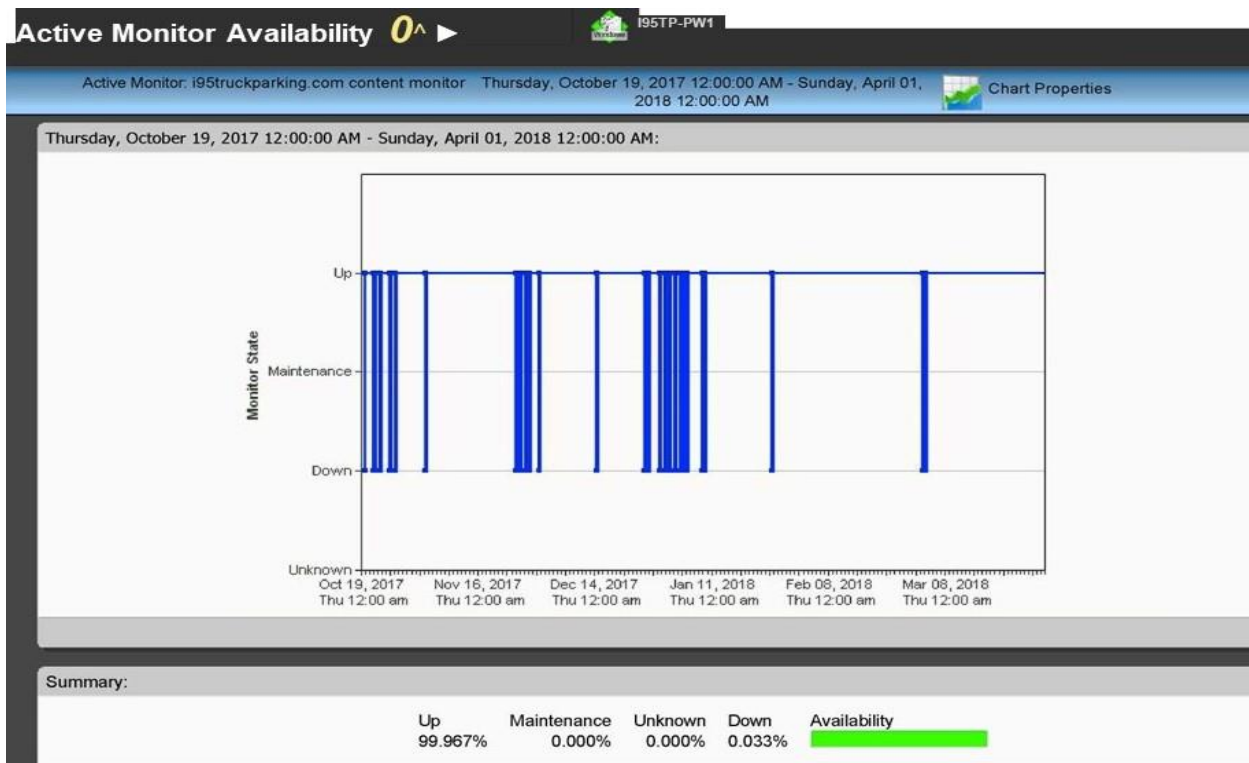 Active Monitor Availability 0^ ► I95TP-PW1
Active Monitor: i95truckparking.com content monitor Thursday, October 19, 2017 12:00:00 AM - Sunday, April 01,
2018 12:00:00 AM
Chart Properties
Thursday, October 19, 2017 12:00:00 AM - Sunday, April 01, 2018 12:00:00 AM:
Monitor State
Up
Maintenance
Down
Unknown
Oct 19, 2017 Nov 16, 2017 Dec 14, 2017 Jan 11, 2018 Feb 08, 2018 Mar 08, 2018
Thu 12:00 am Thu 12:00 am Thu 12:00 am Thu 12:00 am Thu 12:00 am Thu 12:00 am
Summary:
Up Maintenance Unknown Down Availability
99.967% 0.000% 0.000% 0.033%